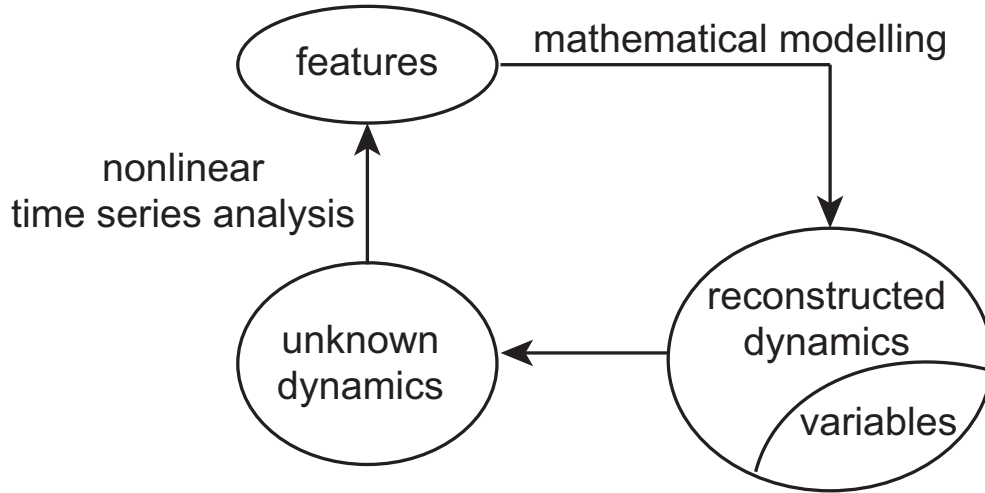 features
mathematical modelling
nonlinear
time series analysis
unknown
dynamics
reconstructed
dynamics
variables